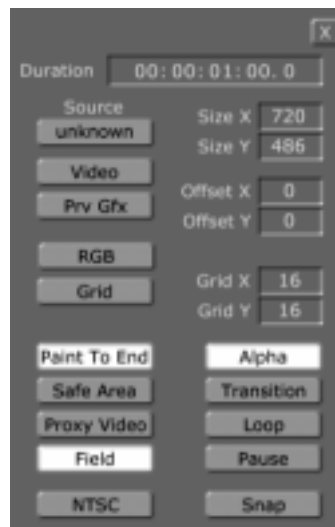 X
Duration 00:00:01:00.0
Source
unknown
Size X 720
Size Y 486
Video
Prv Gfx
Offset X 0
Offset Y 0
RGB
Grid
Grid X 16
Grid Y 16
Paint To End Alpha
Safe Area Transition
Proxy Video Loop
Field Pause
NTSC Snap